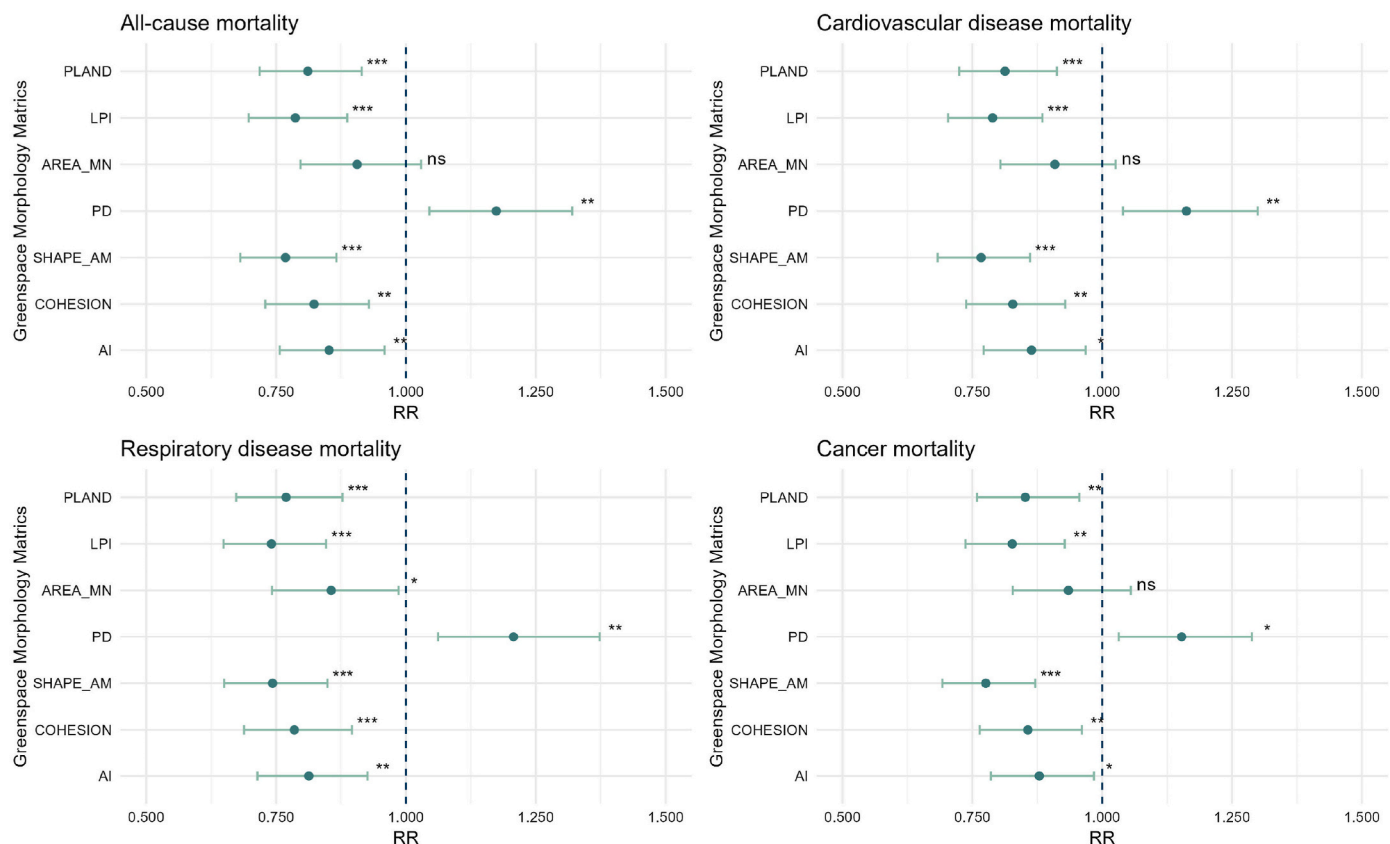 All-cause mortality
Greenspace Morphology Matrics
PLAND
***
LPI
***
AREA_MN
ns
PD
**
SHAPE_AM
***
COHESION
**
AI
**
0.500
0.750
1.000
1.250
1.500
RR
Cardiovascular disease mortality
Greenspace Morphology Matrics
PLAND
***
LPI
***
AREA_MN
ns
PD
**
SHAPE_AM
***
COHESION
**
AI
*
0.500
0.750
1.000
1.250
1.500
RR
Respiratory disease mortality
Greenspace Morphology Matrics
PLAND
***
LPI
***
AREA_MN
*
PD
**
SHAPE_AM
***
COHESION
***
AI
**
0.500
0.750
1.000
1.250
1.500
RR
Cancer mortality
Greenspace Morphology Matrics
PLAND
**
LPI
**
AREA_MN
ns
PD
*
SHAPE_AM
***
COHESION
**
AI
*
0.500
0.750
1.000
1.250
1.500
RR